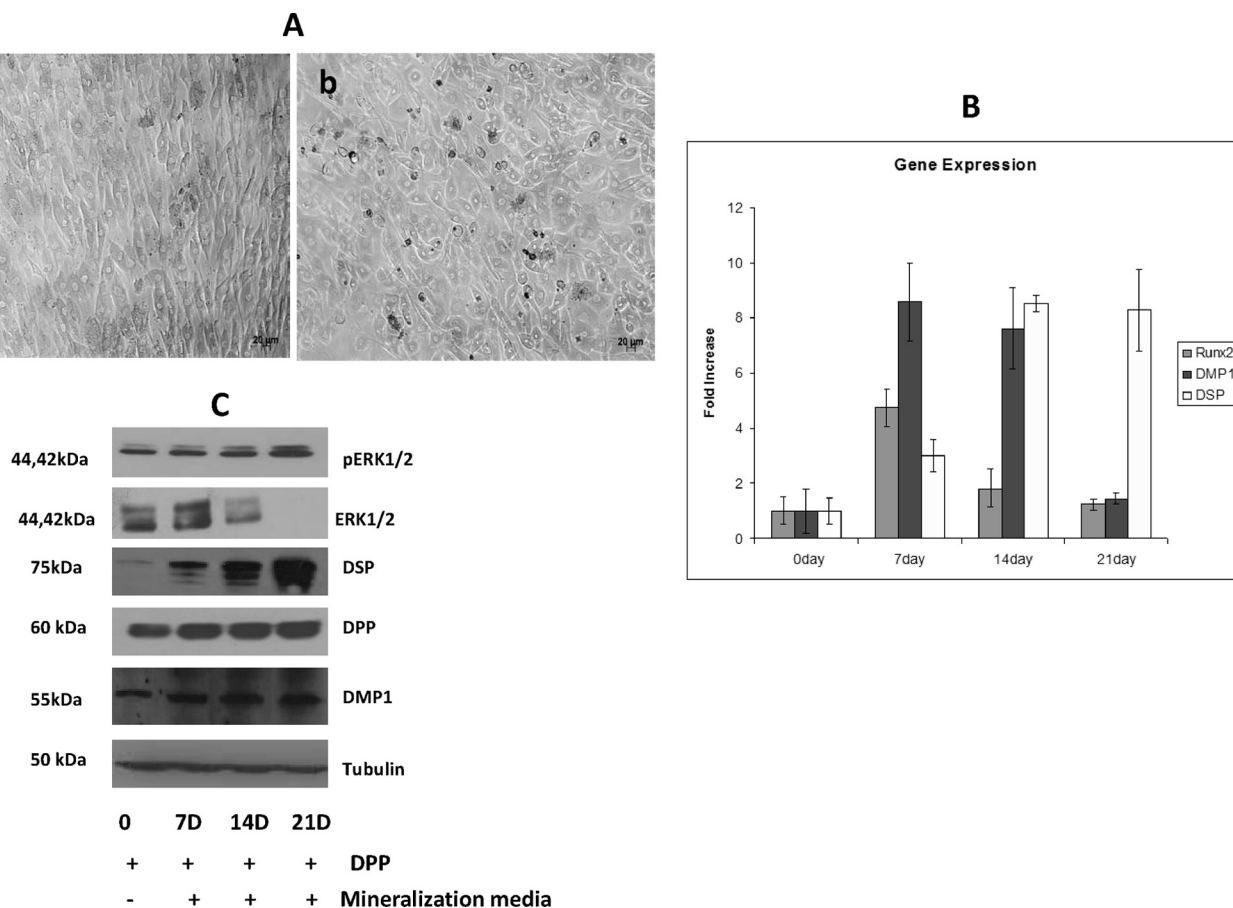 A
b
20 µm
20 µm
B
Gene Expression
Fold Increase
12
10
8
6
4
2
0
0day
7day
14day
21day
Runx2
DMP1
DSP
C
44,42kDa
pERK1/2
44,42kDa
ERK1/2
75kDa
DSP
60 kDa
DPP
55kDa
DMP1
50 kDa
Tubulin
0 7D 14D 21D
+ + + + DPP
- + + + Mineralization media